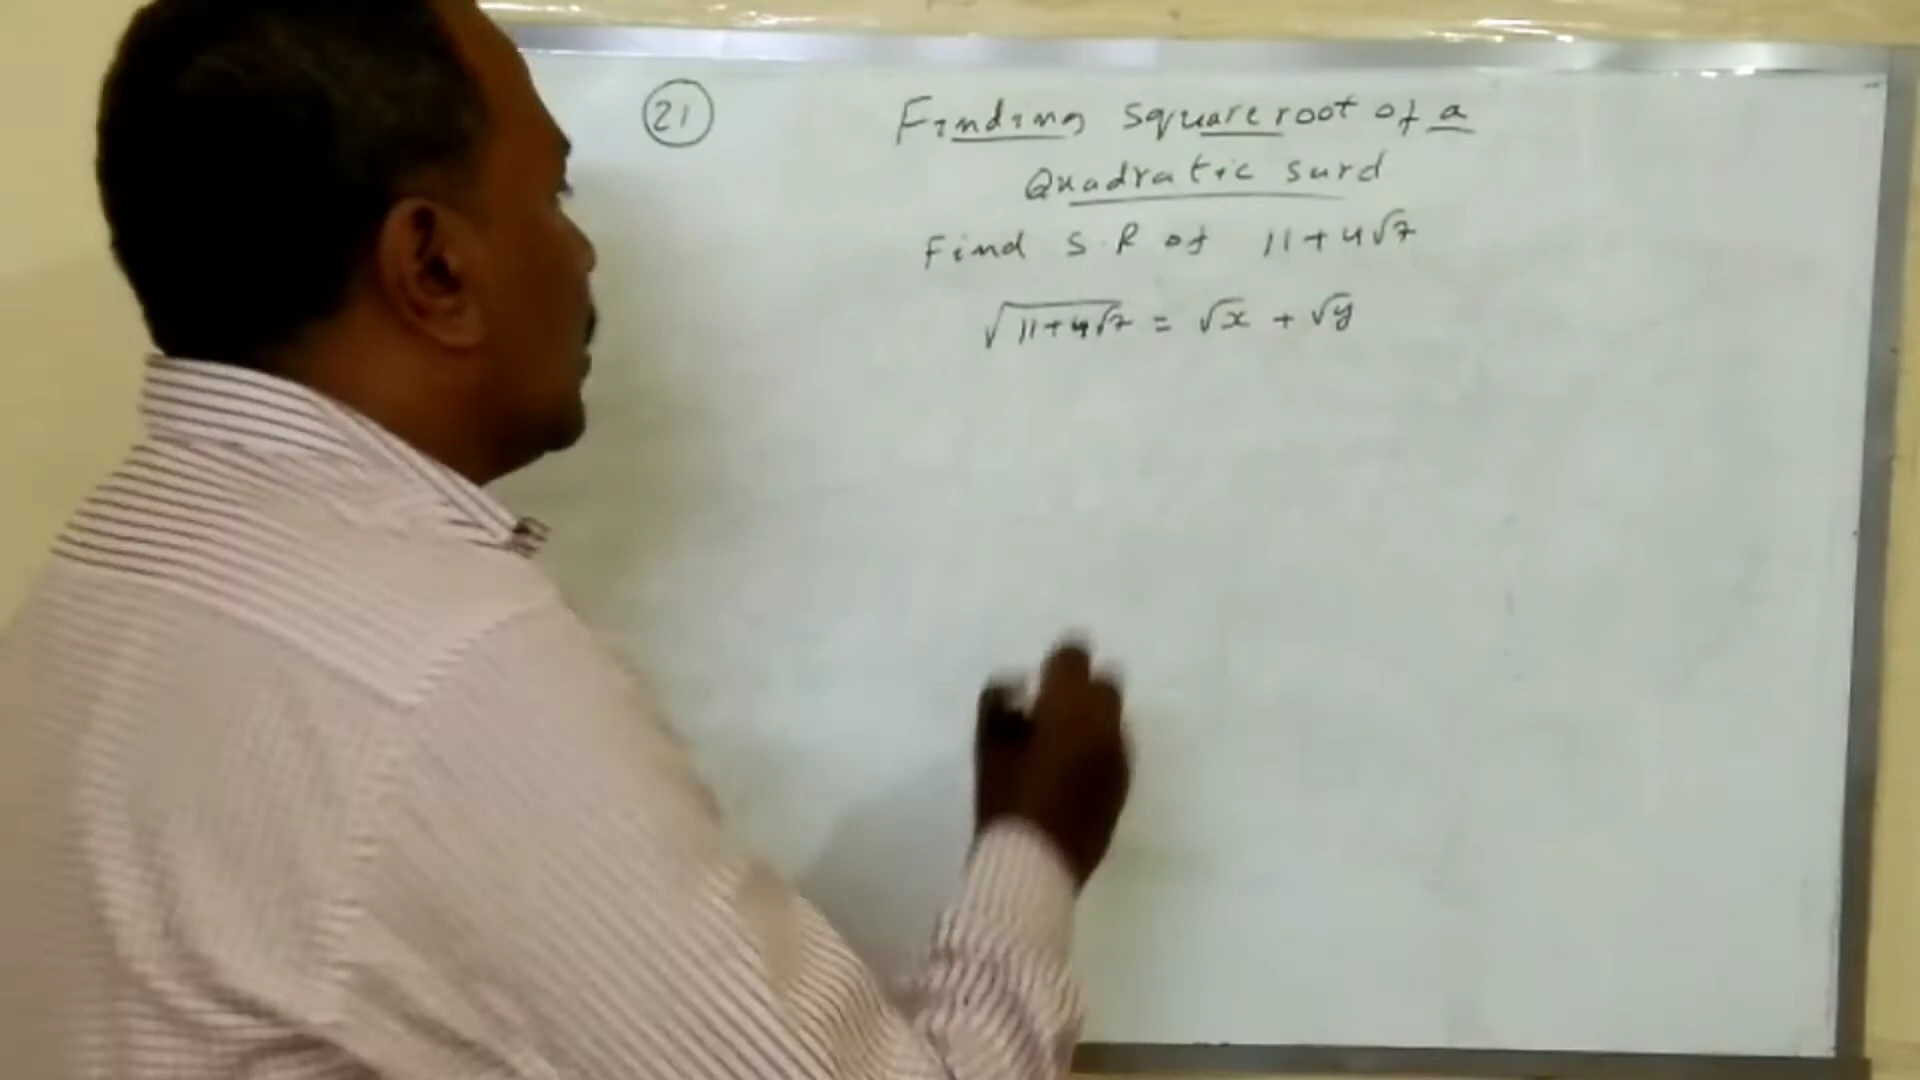 21
Finding square root of a
Quadratic surd
Find S.R of 11+4√7
√11+4√7 = √x + √y